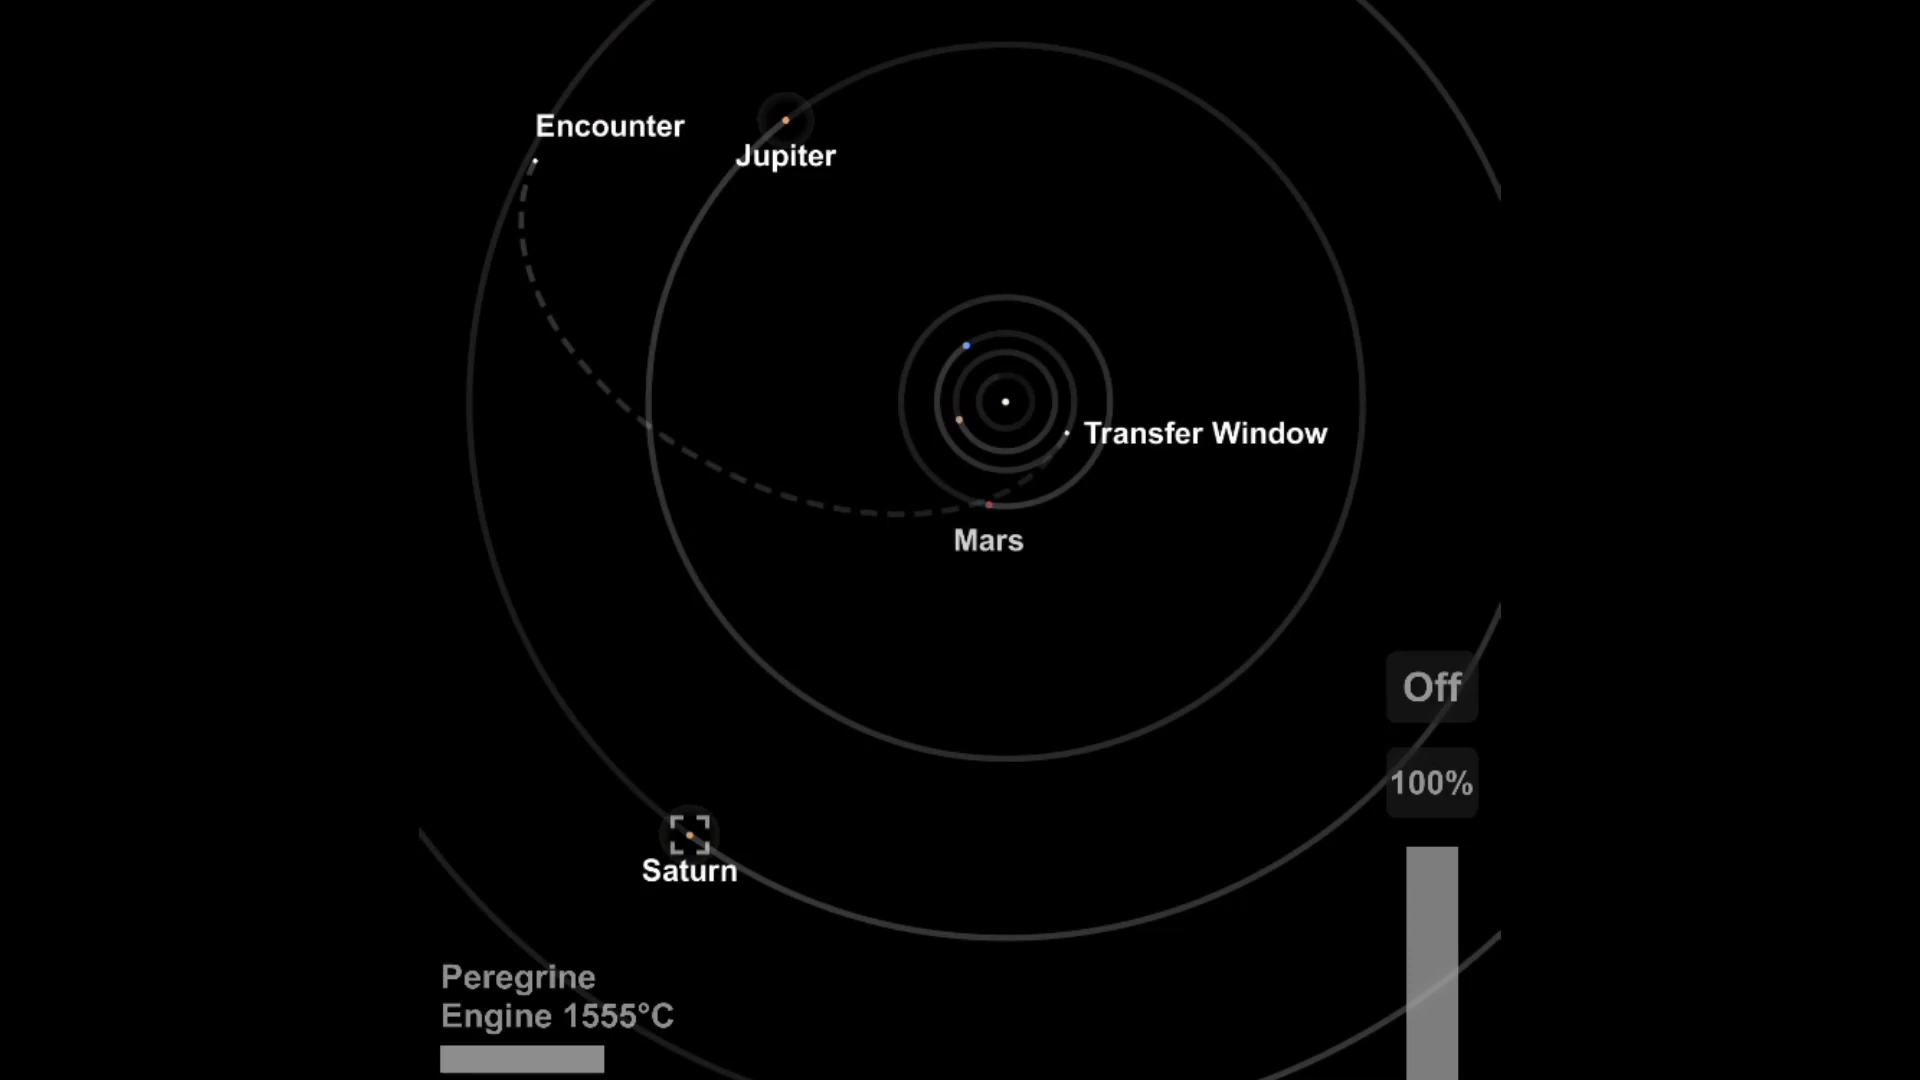 Encounter
Jupiter
Transfer Window
Mars
Off
100%
Saturn
Peregrine
Engine 1555°C